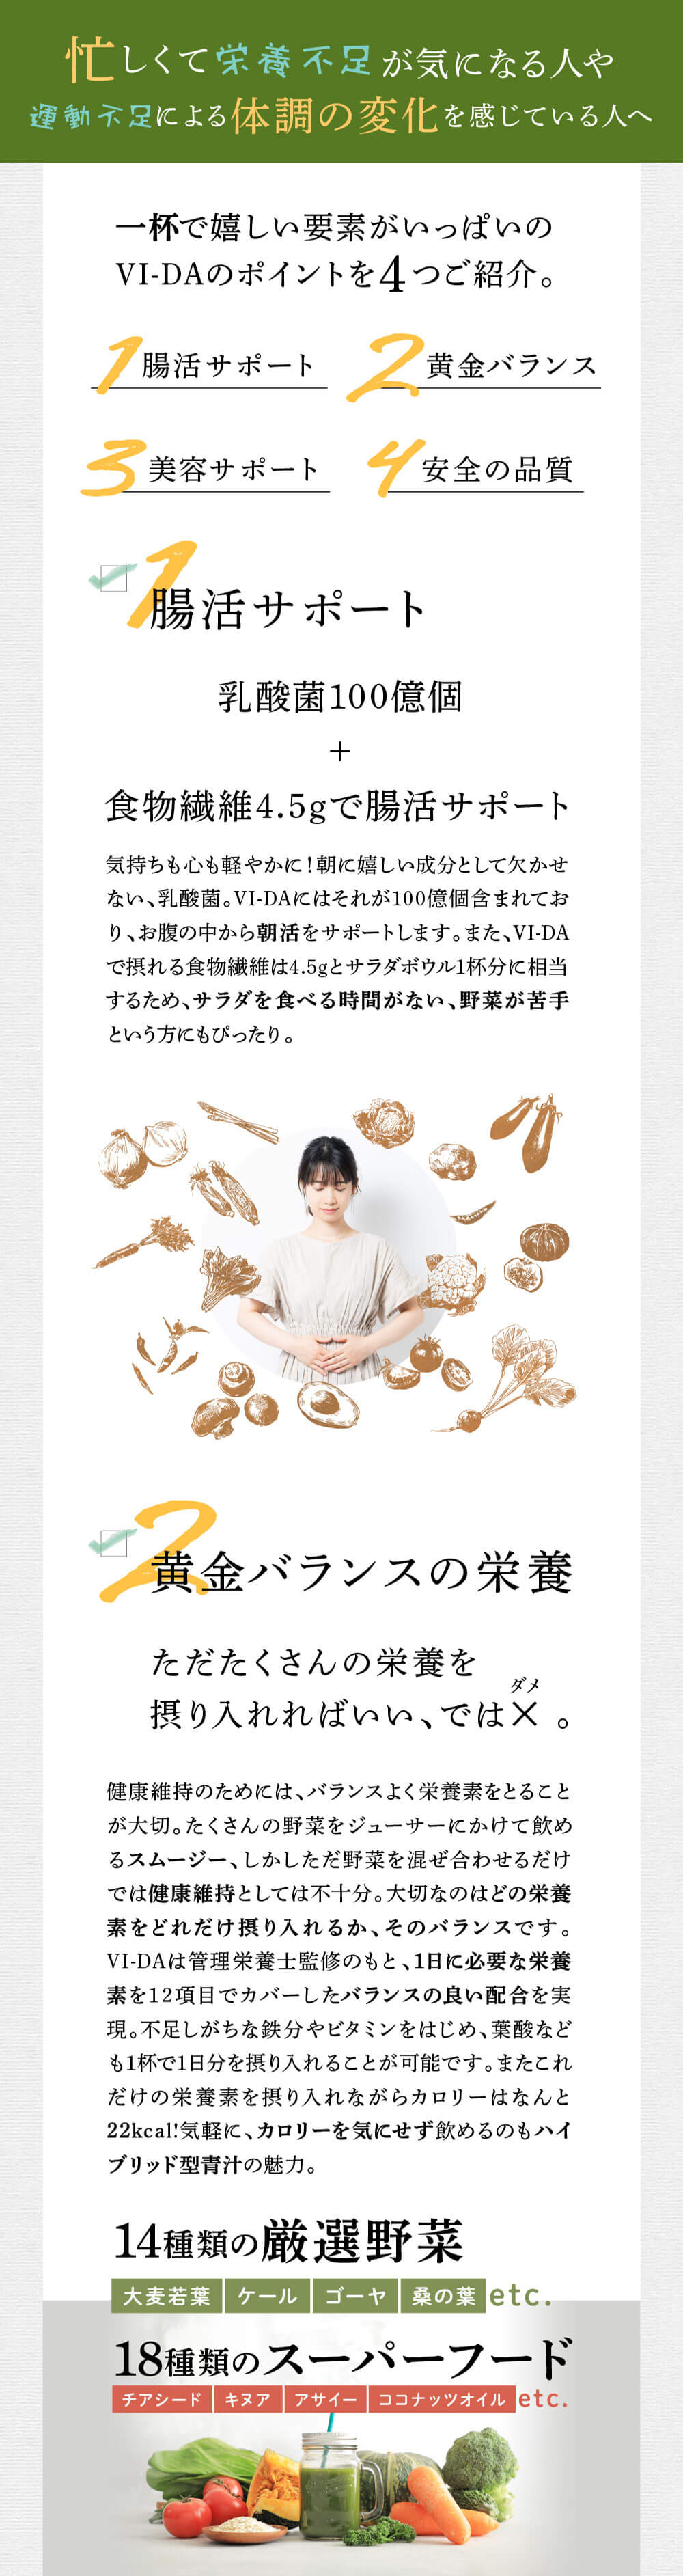 忙しくて栄養不足が気になる人や
運動不足による体調の変化を感じている人へ
一杯で嬉しい要素がいっぱいの
VI-DAのポイントを4つご紹介。
1腸活サポート
2黄金バランス
3美容サポート
4安全の品質
1腸活サポート
乳酸菌100億個
+
食物繊維4.5gで腸活サポート
気持ちも心も軽やかに！朝に嬉しい成分として欠かせ
ない、乳酸菌。VI-DAにはそれが100億個含まれてお
り、お腹の中から朝活をサポートします。また、VI-DA
で摂れる食物繊維は4.5gとサラダボウル1杯分に相当
するため、サラダを食べる時間がない、野菜が苦手
という方にもぴったり。
2黄金バランスの栄養
ただたくさんの栄養を
ダメ
摂り入れればいい、では×。
健康維持のためには、バランスよく栄養素をとること
が大切。たくさんの野菜をジューサーにかけて飲め
るスムージー、しかしただ野菜を混ぜ合わせるだけ
では健康維持としては不十分。大切なのはどの栄養
素をどれだけ摂り入れるか、そのバランスです。
VI-DAは管理栄養士監修のもと、1日に必要な栄養
素を12項目でカバーしたバランスの良い配合を実
現。不足しがちな鉄分やビタミンをはじめ、葉酸など
も1杯で1日分を摂り入れることが可能です。またこれ
だけの栄養素を摂り入れながらカロリーはなんと
22kcal!気軽に、カロリーを気にせず飲めるのもハイ
ブリッド型青汁の魅力。
14種類の厳選野菜
大麦若葉 ケール ゴーヤ 桑の葉 etc.
18種類のスーパーフード
チアシード キヌア アサイー ココナッツオイル etc.